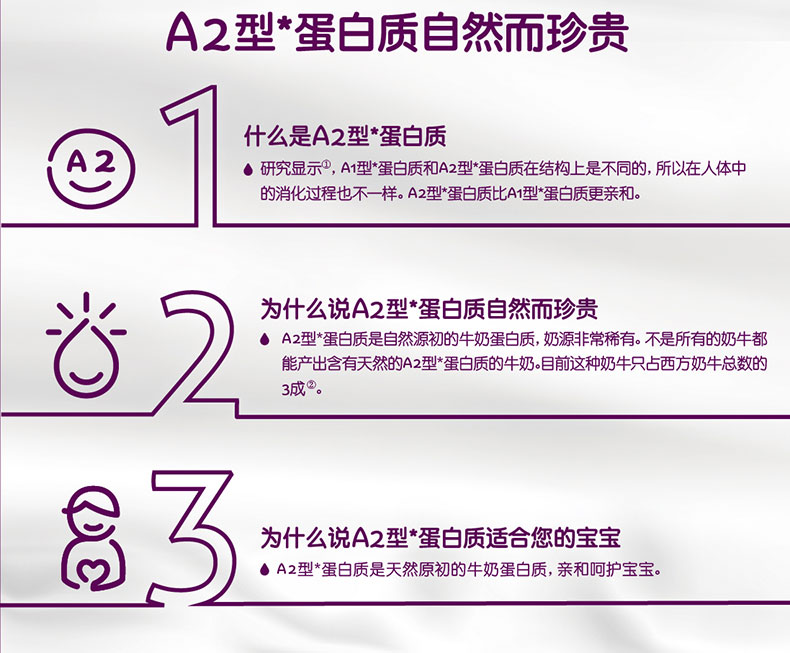 A2型*蛋白质自然而珍贵
1
A2
什么是A2型*蛋白质
研究显示①，A1型*蛋白质和A2型*蛋白质在结构上是不同的，所以在人体中
的消化过程也不一样。A2型*蛋白质比A1型*蛋白质更亲和。
2
为什么说A2型*蛋白质自然而珍贵
A2型*蛋白质是自然源初的牛奶蛋白质，奶源非常稀有。不是所有的奶牛都
能产出含有天然的A2型*蛋白质的牛奶。目前这种奶牛只占西方奶牛总数的
3成②。
3
为什么说A2型*蛋白质适合您的宝宝
A2型*蛋白质是天然原初的牛奶蛋白质，亲和呵护宝宝。